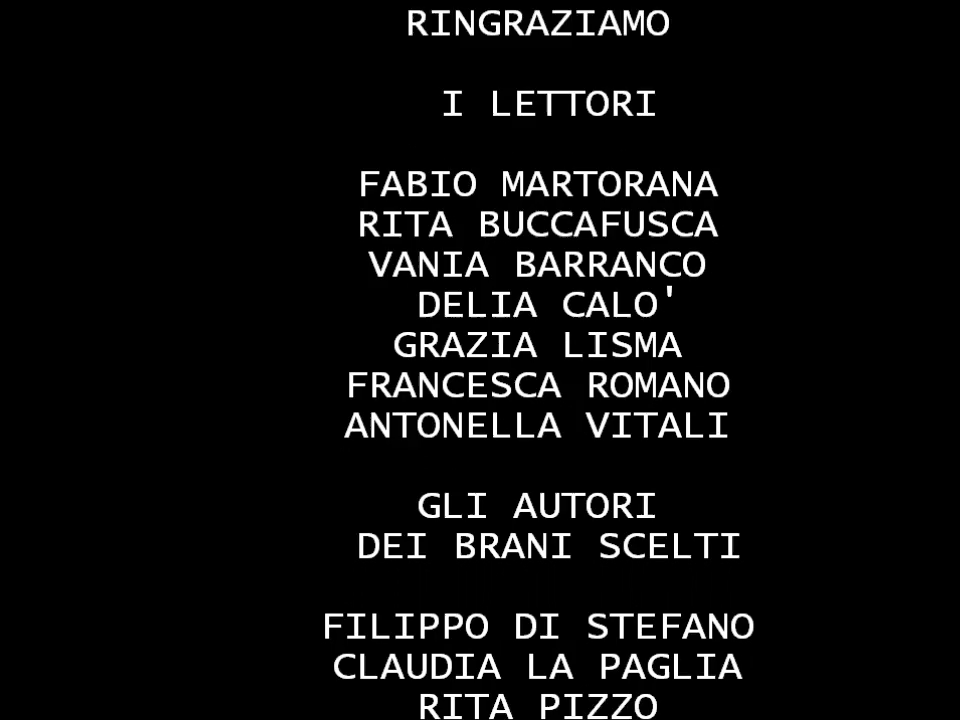 RINGRAZIAMO
I LETTORI
FABIO MARTORANA
RITA BUCCAFUSCA
VANIA BARRANCO
DELIA CALO'
GRAZIA LISMA
FRANCESCA ROMANO
ANTONELLA VITALI
GLI AUTORI
DEI BRANI SCELTI
FILIPPO DI STEFANO
CLAUDIA LA PAGLIA
RITA PIZZO